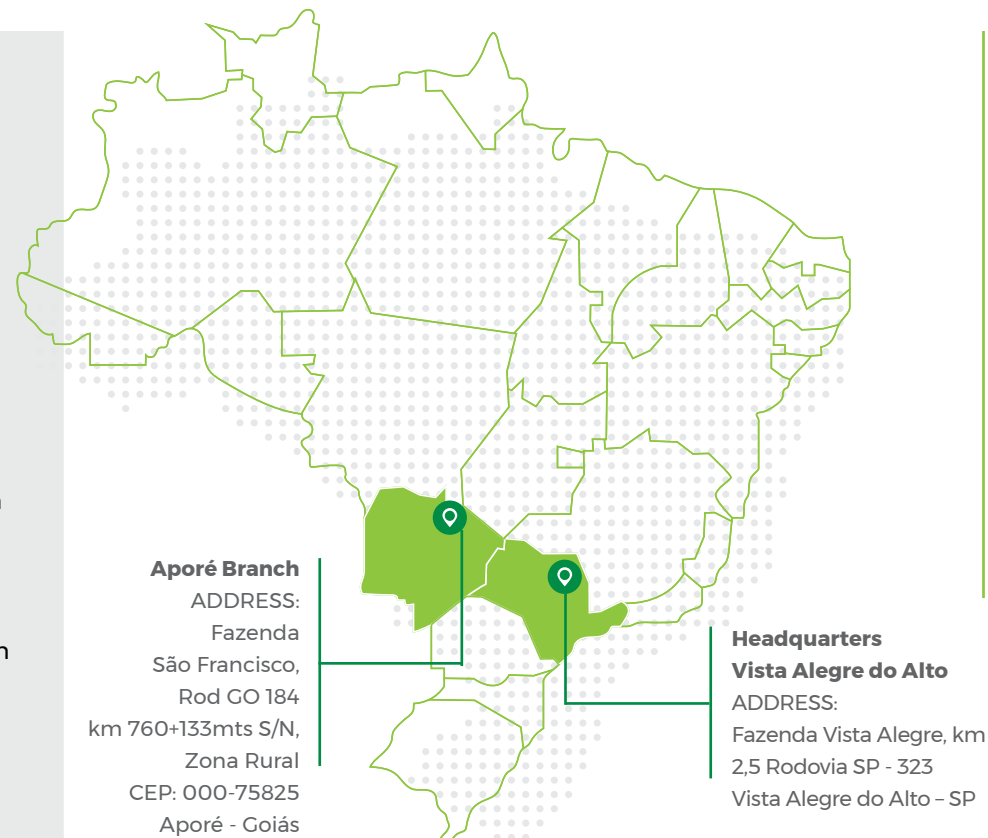 Aporé Branch
ADDRESS:
Fazenda
São Francisco,
Rod GO 184
km 760+133mts S/N,
Zona Rural
CEP: 000-75825
Aporé - Goiás
Headquarters
Vista Alegre do Alto
ADDRESS:
Fazenda Vista Alegre, km
2,5 Rodovia SP - 323
Vista Alegre do Alto – SP